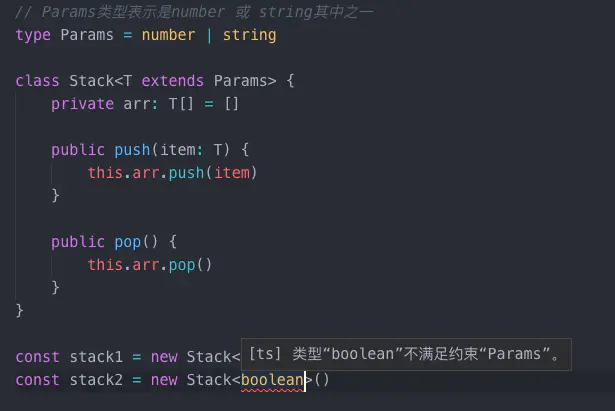 // Params类型表示是number 或 string其中之一
type Params = number | string
class Stack<T extends Params> {
private arr: T[] = []
public push(item: T) {
this.arr.push(item)
}
public pop() {
this.arr.pop()
}
}
const stack1 = new Stack<
[ts] 类型“boolean”不满足约束“Params”。
const stack2 = new Stack<boolean>()